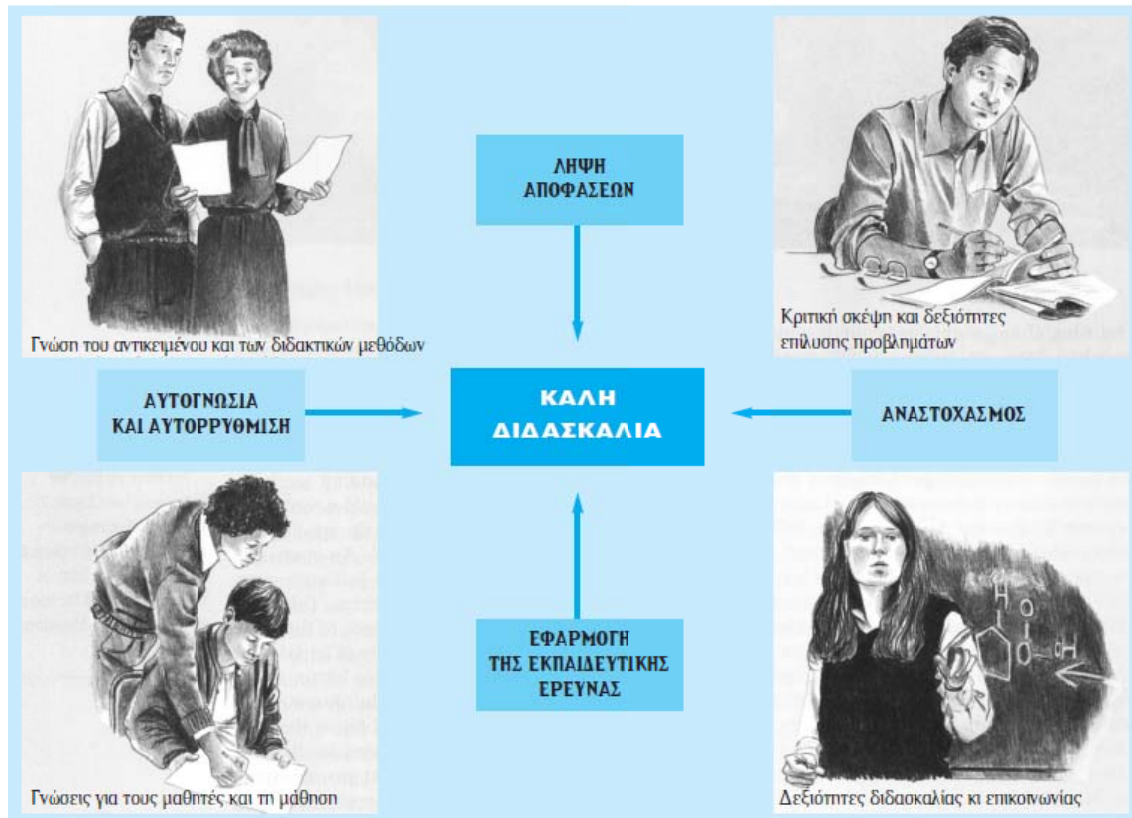 ΛΗΨΗ
ΑΠΟΦΑΣΕΩΝ
Γνώση του αντικειμένου και των διδακτικών μεθόδων
Κριτική σκέψη και δεξιότητες
επίλυσης προβλημάτων
ΑΥΤΟΓΝΩΣΙΑ
ΚΑΙ ΑΥΤΟΡΡΥΘΜΙΣΗ
ΚΑΛΗ
ΔΙΔΑΣΚΑΛΙΑ
ΑΝΑΣΤΟΧΑΣΜΟΣ
ΕΦΑΡΜΟΓΗ
ΤΗΣ ΕΚΠΑΙΔΕΥΤΙΚΗΣ
ΕΡΕΥΝΑΣ
Γνώσεις για τους μαθητές και τη μάθηση
Δεξιότητες διδασκαλίας κι επικοινωνίας
H
O
O
OH